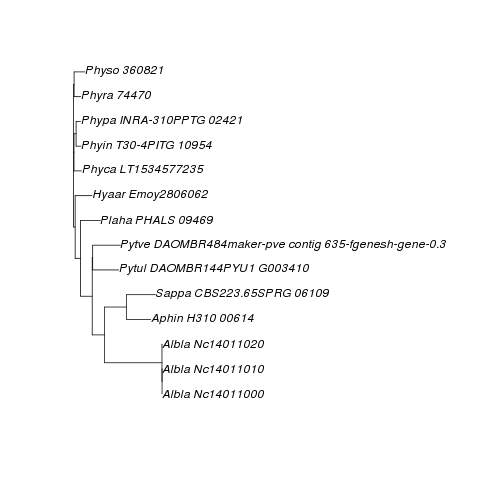 Physo 360821
Phyra 74470
Phypa INRA-310PPTG 02421
Phyin T30-4PITG 10954
Phyca LT1534577235
Hyaar Emoy2806062
Plaha PHALS 09469
Pytve DAOMBR484maker-pve contig 635-fgenesh-gene-0.3
Pytul DAOMBR144PYU1 G003410
Sappa CBS223.65SPRG 06109
Aphin H310 00614
Albla Nc14011020
Albla Nc14011010
Albla Nc14011000